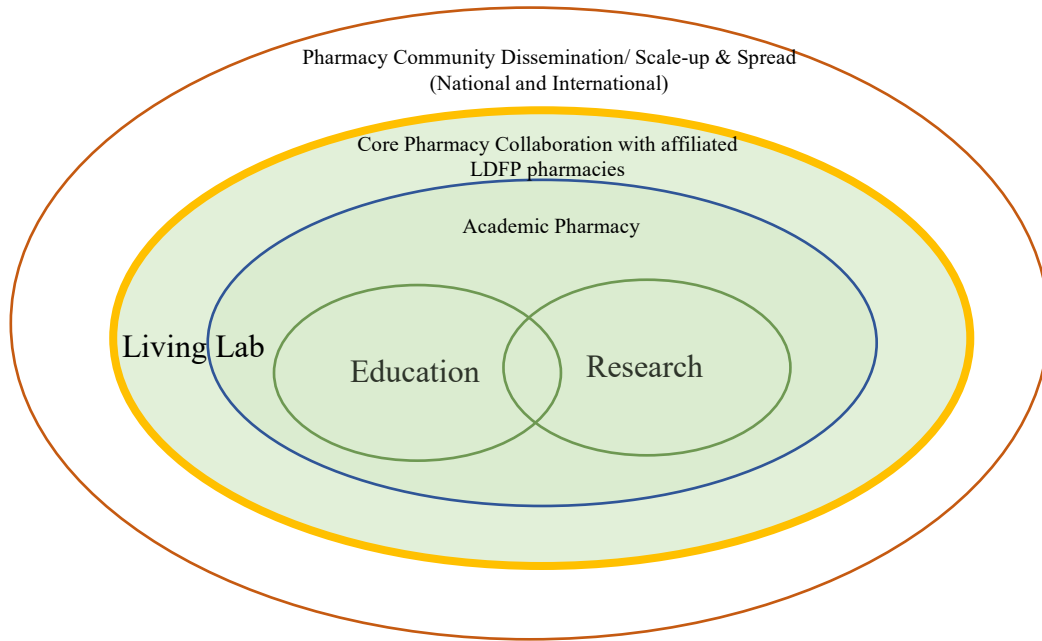 Pharmacy Community Dissemination/ Scale-up & Spread
(National and International)
Core Pharmacy Collaboration with affiliated
LDFP pharmacies
Academic Pharmacy
Living Lab
Education
Research